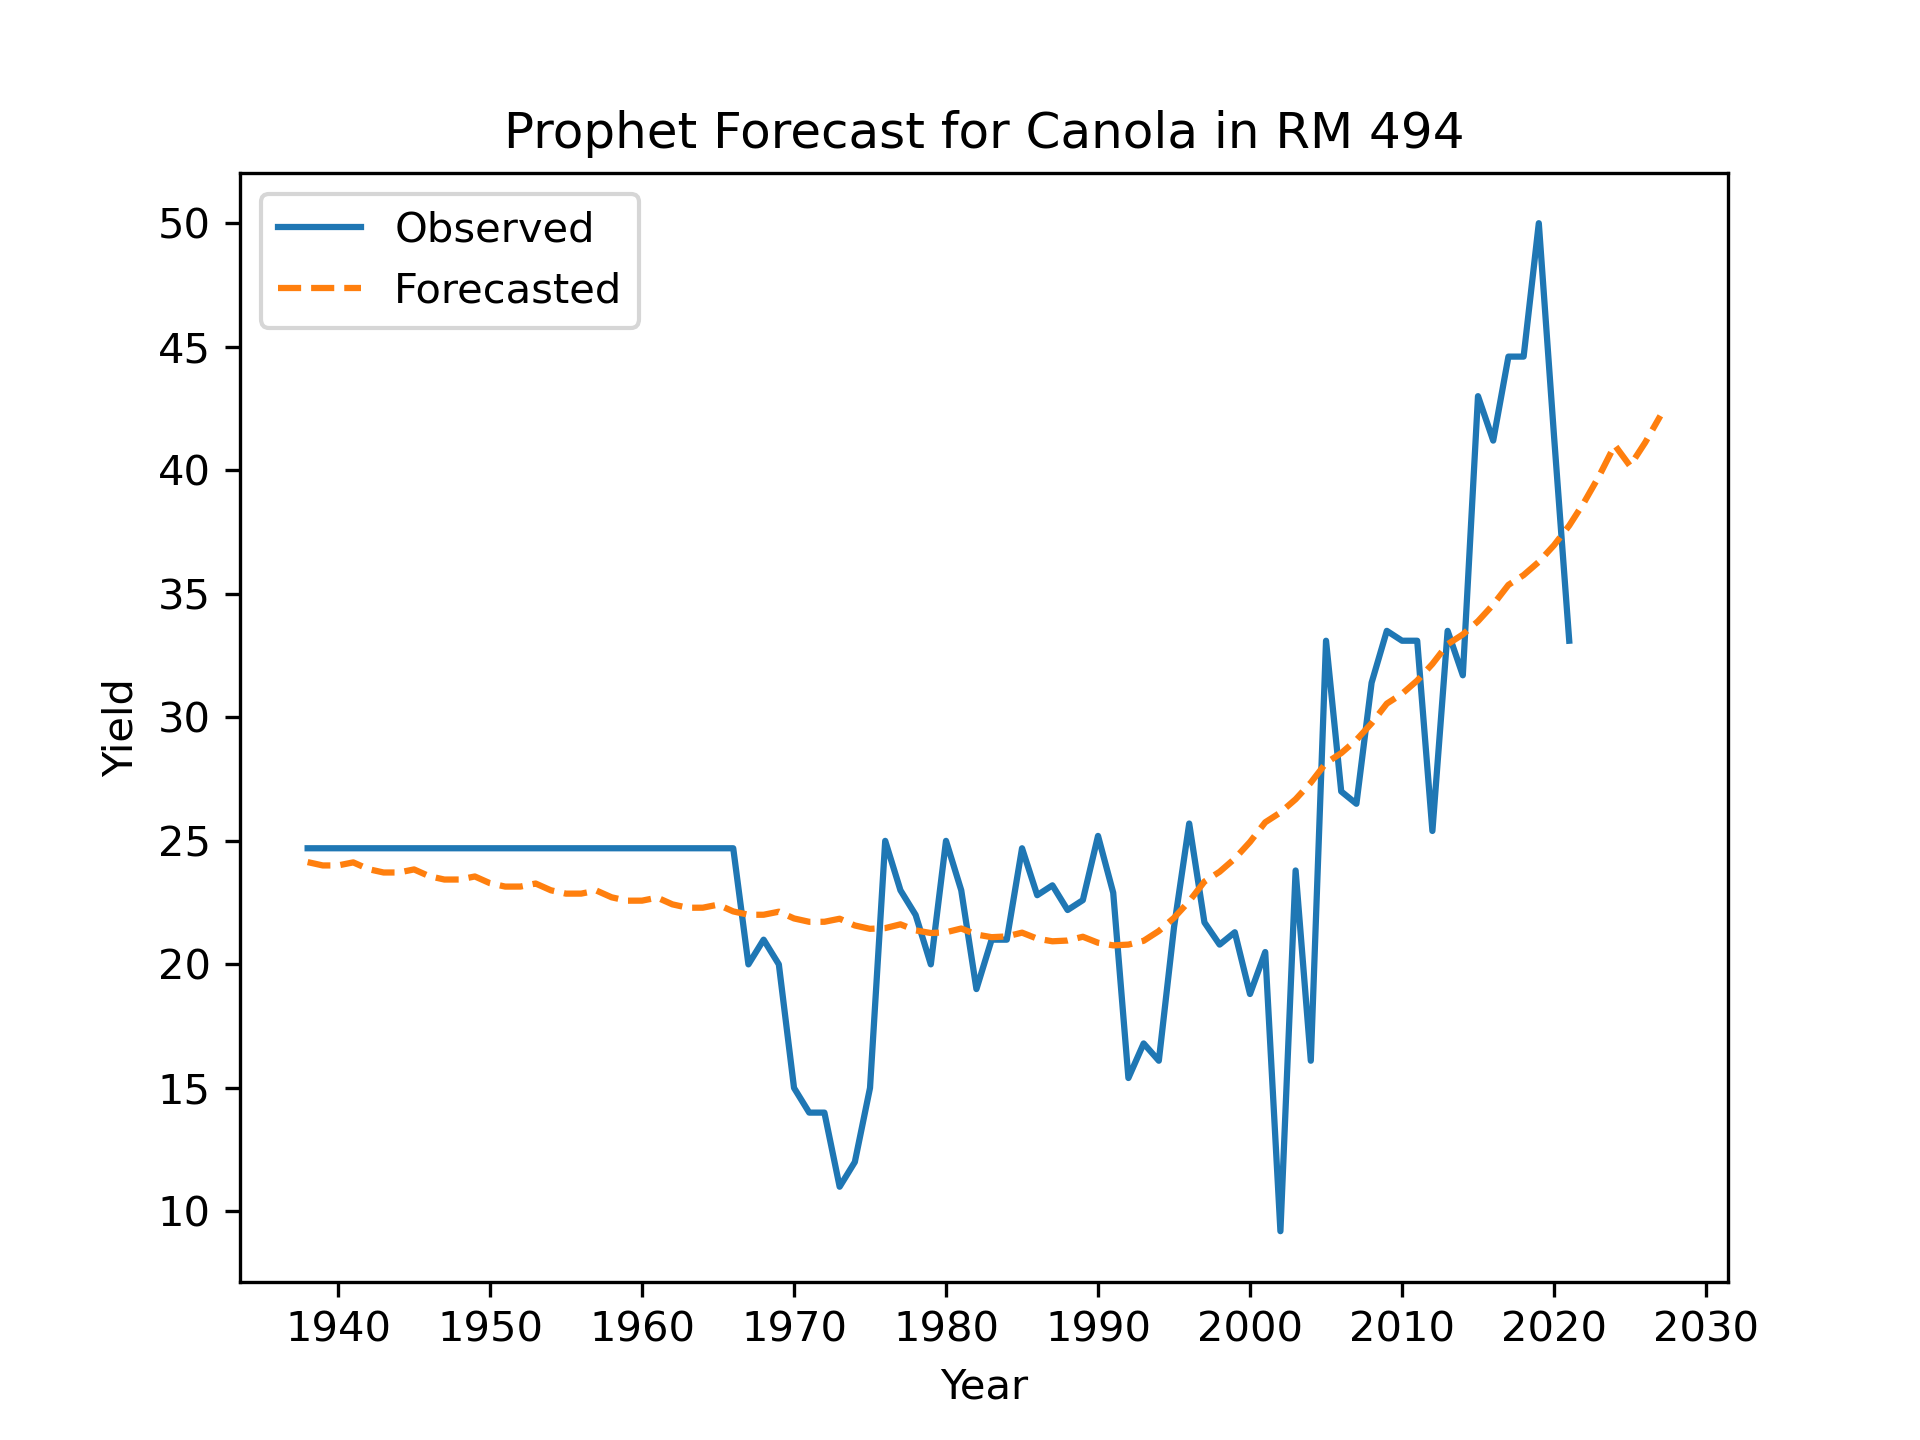 Prophet Forecast for Canola in RM 494
Observed
Forecasted
50
45
40
35
30
25
20
15
10
Yield
1940 1950 1960 1970 1980 1990 2000 2010 2020 2030
Year